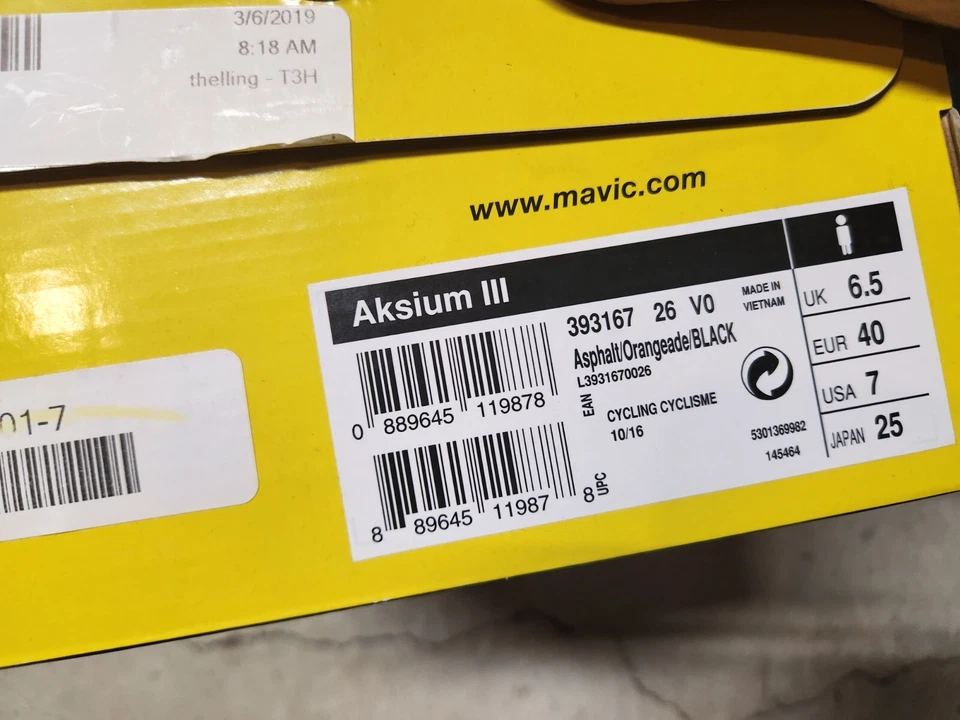 3/6/2019
8:18 AM
thelling - T3H
www.mavic.com
Aksium III
393167 26 V0
MADE IN
VIETNAM
Asphalt/Orangeade/BLACK
L3931670026
0 889645 119878
EAN
CYCLING CYCLISME
10/16
5301369982
145464
8 89645 11987 8
UPC
UK 6.5
EUR 40
USA 7
JAPAN 25
01-7